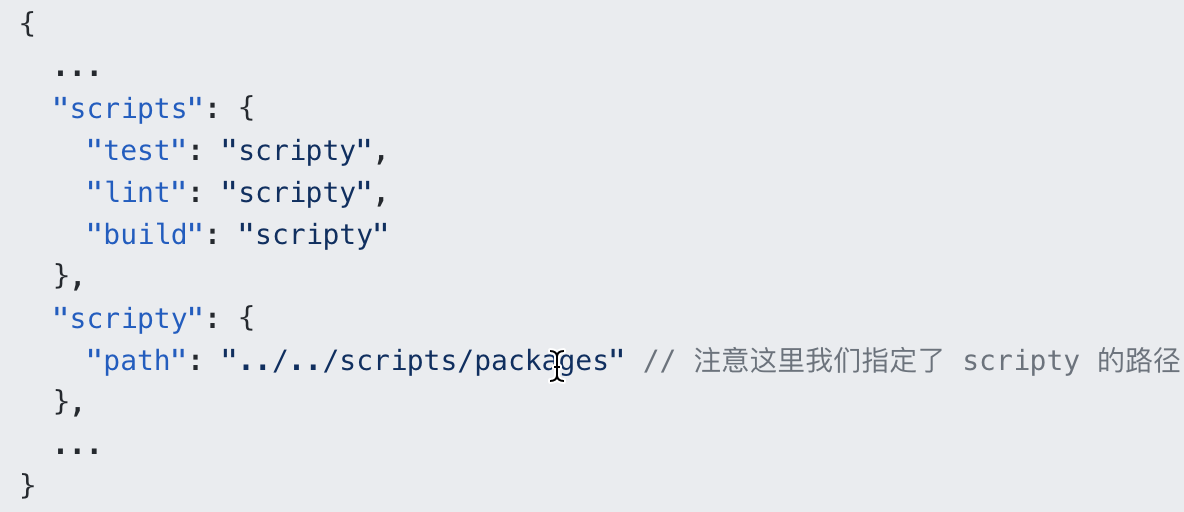 {
  ...
  "scripts": {
    "test": "scripty",
    "lint": "scripty",
    "build": "scripty"
  },
  "scripty": {
    "path": "../../scripts/packages" // 注意这里我们指定了 scripty 的路径
  },
  ...
}